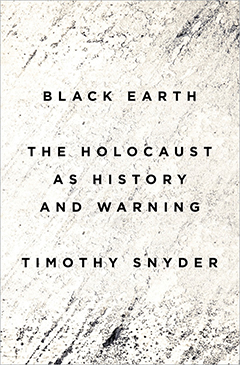 BLACK EARTH
THE HOLOCAUST
AS HISTORY
AND WARNING
TIMOTHY SNYDER